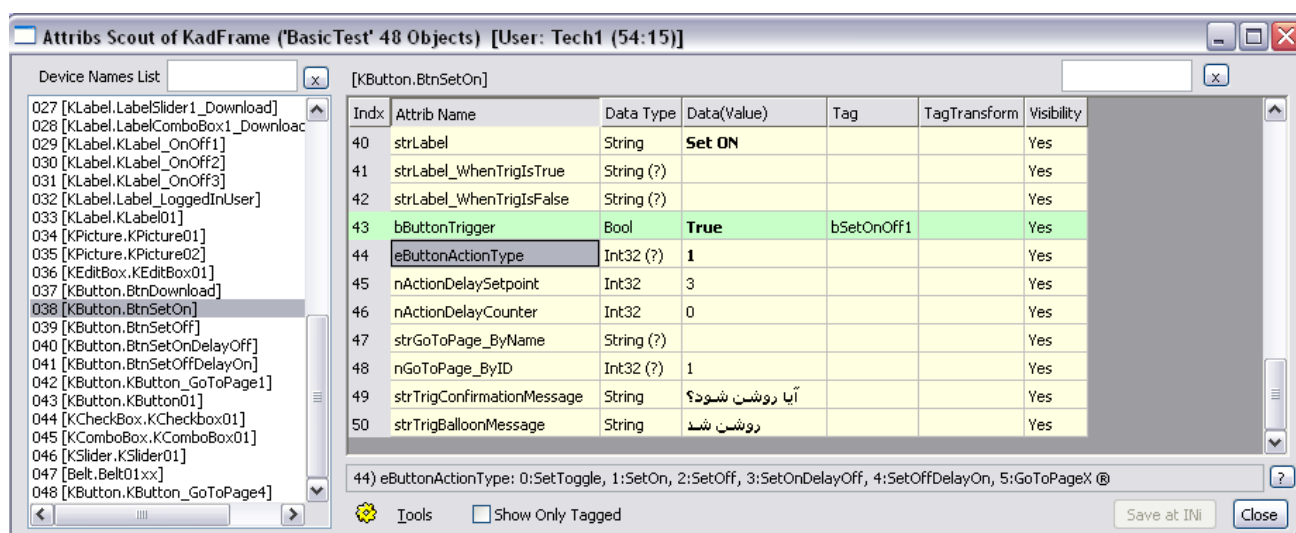 Attribs Scout of KadFrame ('BasicTest' 48 Objects) [User: Tech1 (54:15)]
Device Names List x [KButton.BtnSetOn] x
027 [KLabel.LabelSlider1_Download]
028 [KLabel.LabelComboBox1_Downloac
029 [KLabel.KLabel_OnOff1]
030 [KLabel.KLabel_OnOff2]
031 [KLabel.KLabel_OnOff3]
032 [KLabel.Label_LoggedInUser]
033 [KLabel.KLabel01]
034 [KPicture.KPicture01]
035 [KPicture.KPicture02]
036 [KEditBox.KEditBox01]
037 [KButton.BtnDownload]
038 [KButton.BtnSetOn]
039 [KButton.BtnSetOff]
040 [KButton.BtnSetOnDelayOff]
041 [KButton.BtnSetOffDelayOn]
042 [KButton.KButton_GoToPage1]
043 [KButton.KButton01]
044 [KCheckBox.KCheckbox01]
045 [KComboBox.KComboBox01]
046 [KSlider.KSlider01]
047 [Belt.Belt01xx]
048 [KButton.KButton_GoToPage4]
Indx Attrib Name Data Type Data(Value) Tag TagTransform Visibility
40 strLabel String Set ON Yes
41 strLabel_WhenTrigIsTrue String (?) Yes
42 strLabel_WhenTrigIsFalse String (?) Yes
43 bButtonTrigger Bool True bSetOnOff1 Yes
44 eButtonActionType Int32 (?) 1 Yes
45 nActionDelaySetpoint Int32 3 Yes
46 nActionDelayCounter Int32 0 Yes
47 strGoToPage_ByName String (?) Yes
48 nGoToPage_ByID Int32 (?) 1 Yes
49 strTrigConfirmationMessage String آیا روشن شود؟ Yes
50 strTrigBalloonMessage String روشن شد Yes
44) eButtonActionType: 0:SetToggle, 1:SetOn, 2:SetOff, 3:SetOnDelayOff, 4:SetOffDelayOn, 5:GoToPageX ® ?
Tools Show Only Tagged Save at INi Close